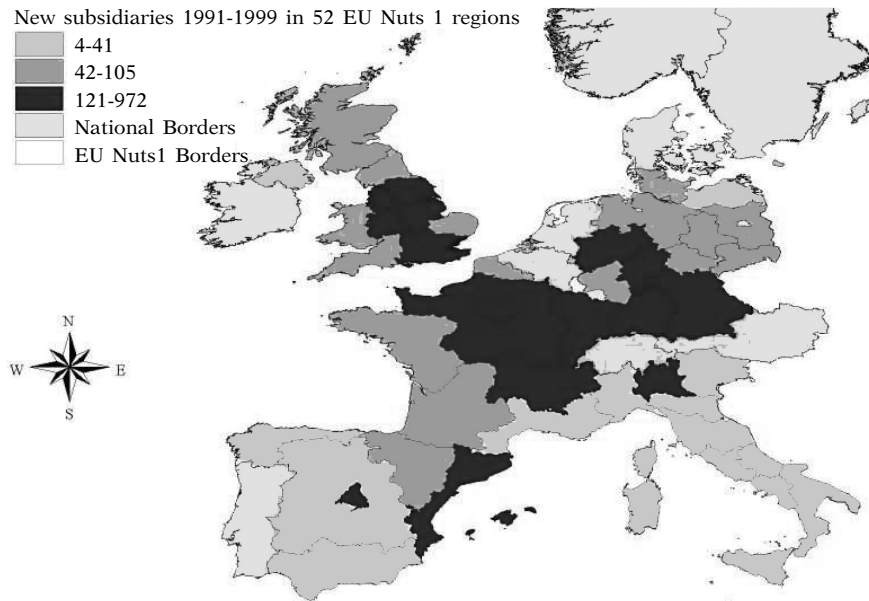 New subsidiaries 1991-1999 in 52 EU Nuts 1 regions
4-41
42-105
121-972
National Borders
EU Nuts1 Borders
N
W E
S